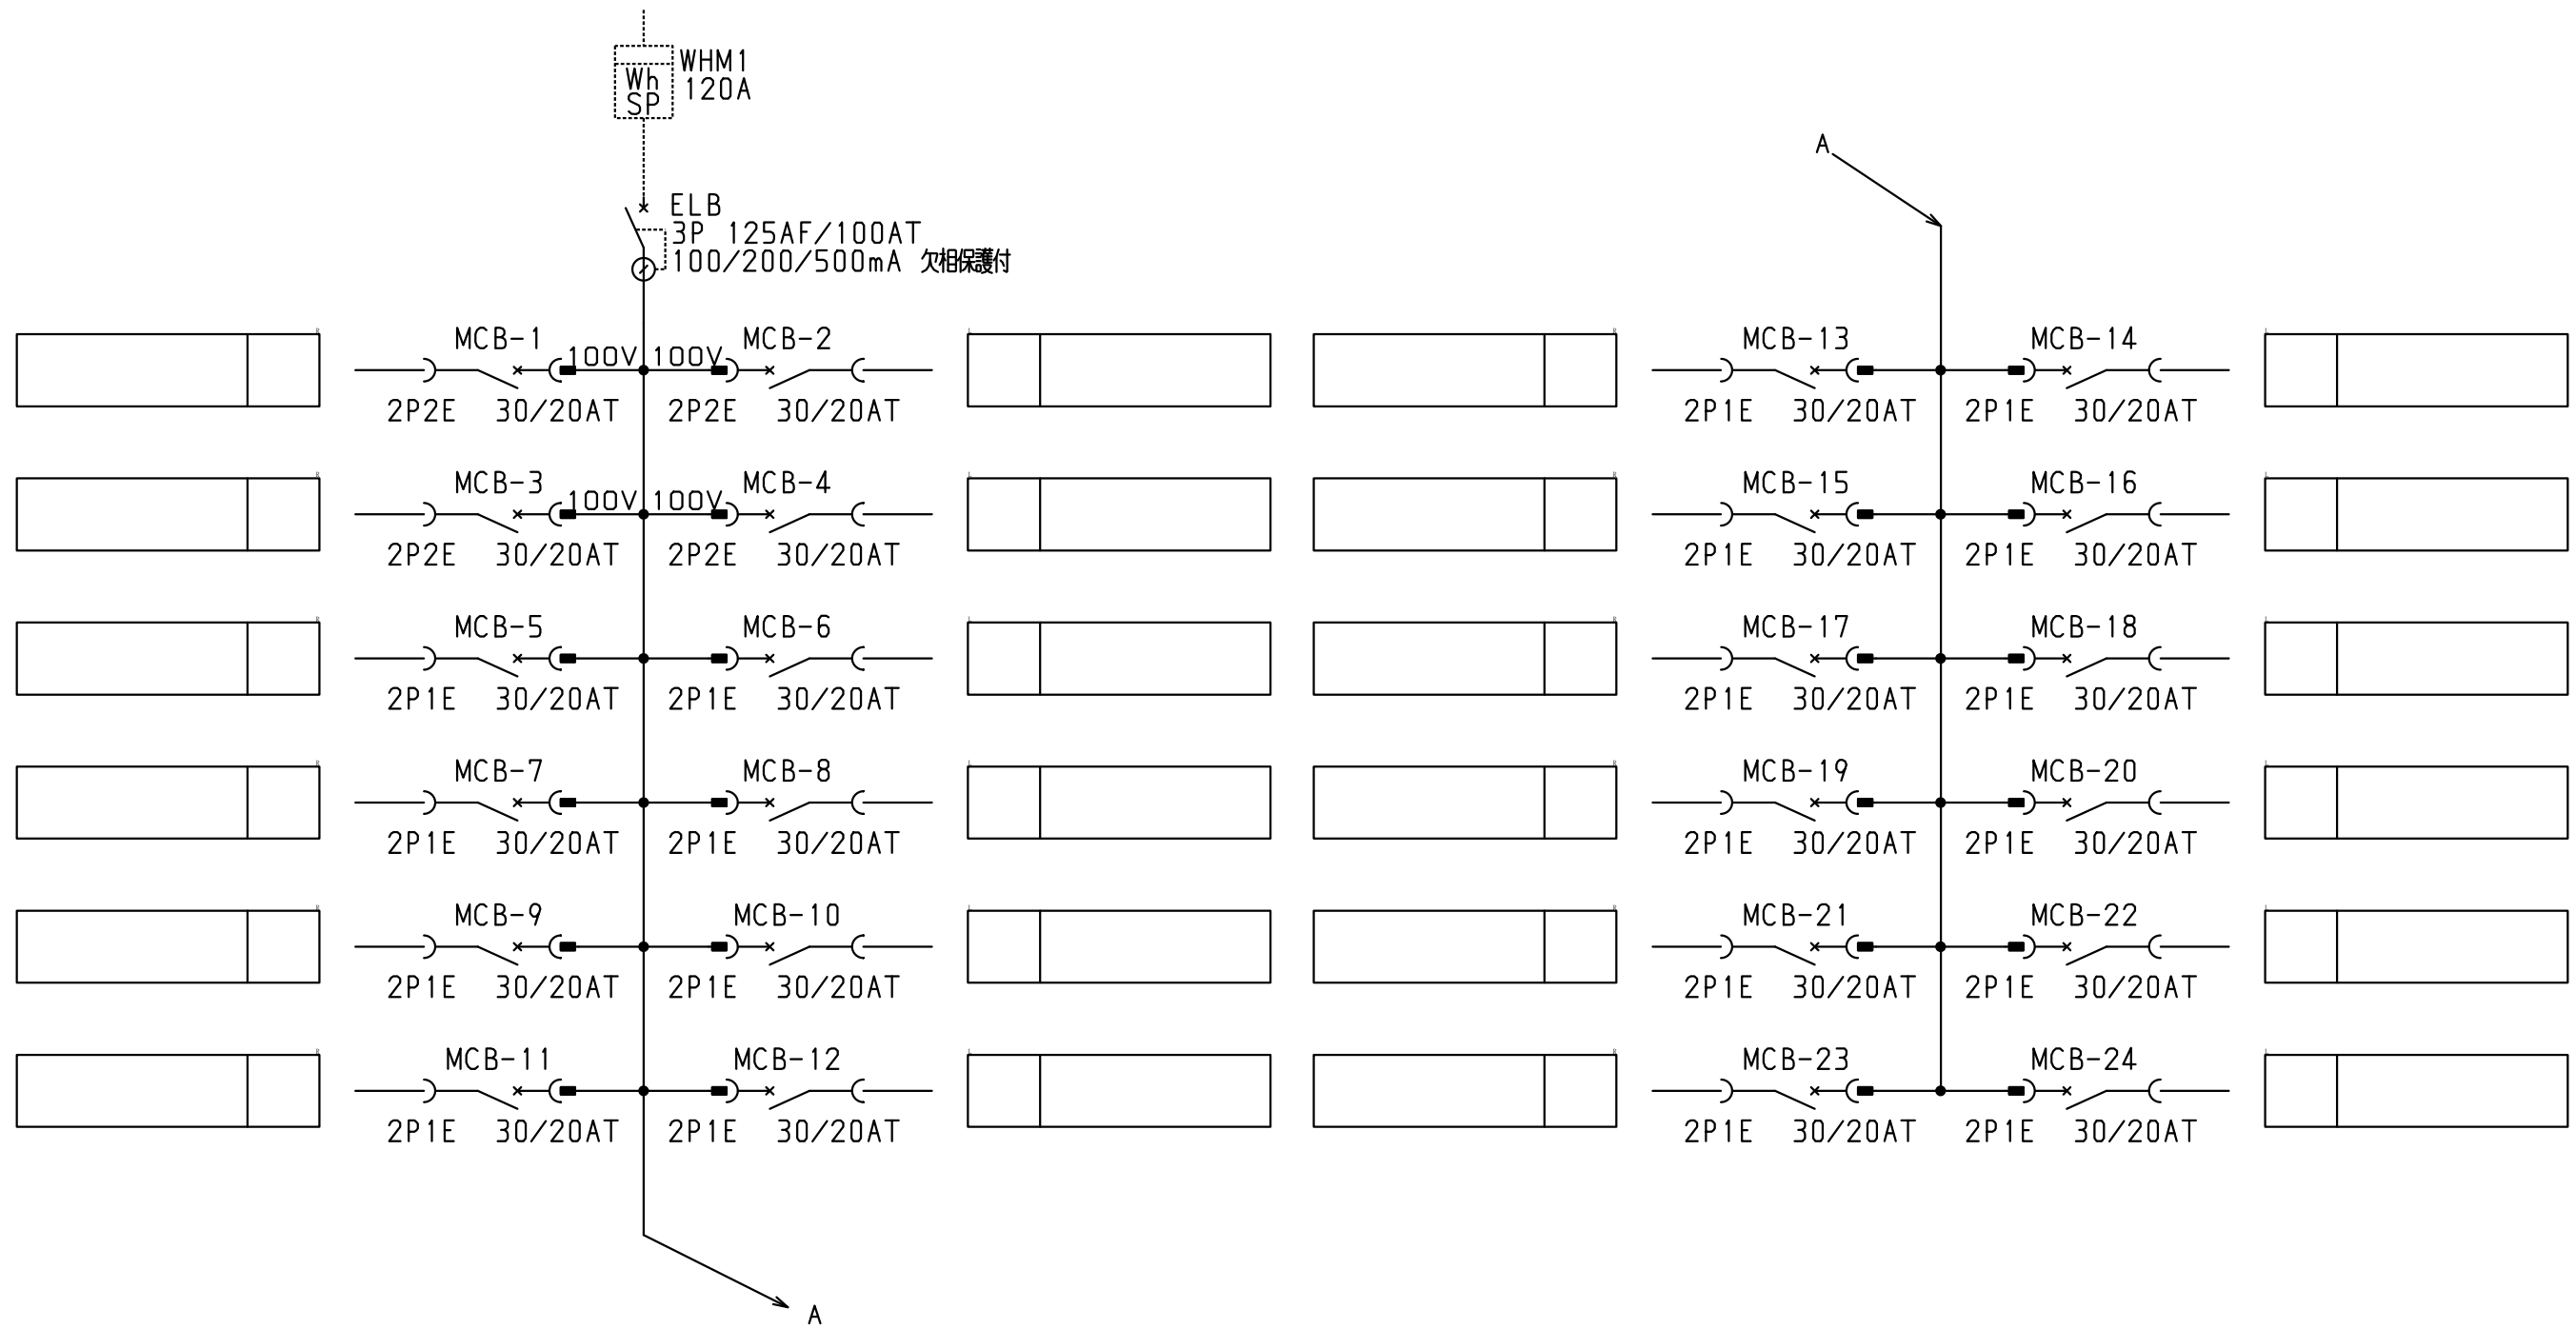 WHM1
120A
Wh
SP
A
ELB
3P 125AF/100AT
100/200/500mA 欠相保護付
MCB-1 100V 100V MCB-2 MCB-13 MCB-14
2P2E 30/20AT 2P2E 30/20AT 2P1E 30/20AT 2P1E 30/20AT
MCB-3 100V 100V MCB-4 MCB-15 MCB-16
2P2E 30/20AT 2P2E 30/20AT 2P1E 30/20AT 2P1E 30/20AT
MCB-5 MCB-6 MCB-17 MCB-18
2P1E 30/20AT 2P1E 30/20AT 2P1E 30/20AT 2P1E 30/20AT
MCB-7 MCB-8 MCB-19 MCB-20
2P1E 30/20AT 2P1E 30/20AT 2P1E 30/20AT 2P1E 30/20AT
MCB-9 MCB-10 MCB-21 MCB-22
2P1E 30/20AT 2P1E 30/20AT 2P1E 30/20AT 2P1E 30/20AT
MCB-11 MCB-12 MCB-23 MCB-24
2P1E 30/20AT 2P1E 30/20AT 2P1E 30/20AT 2P1E 30/20AT
A